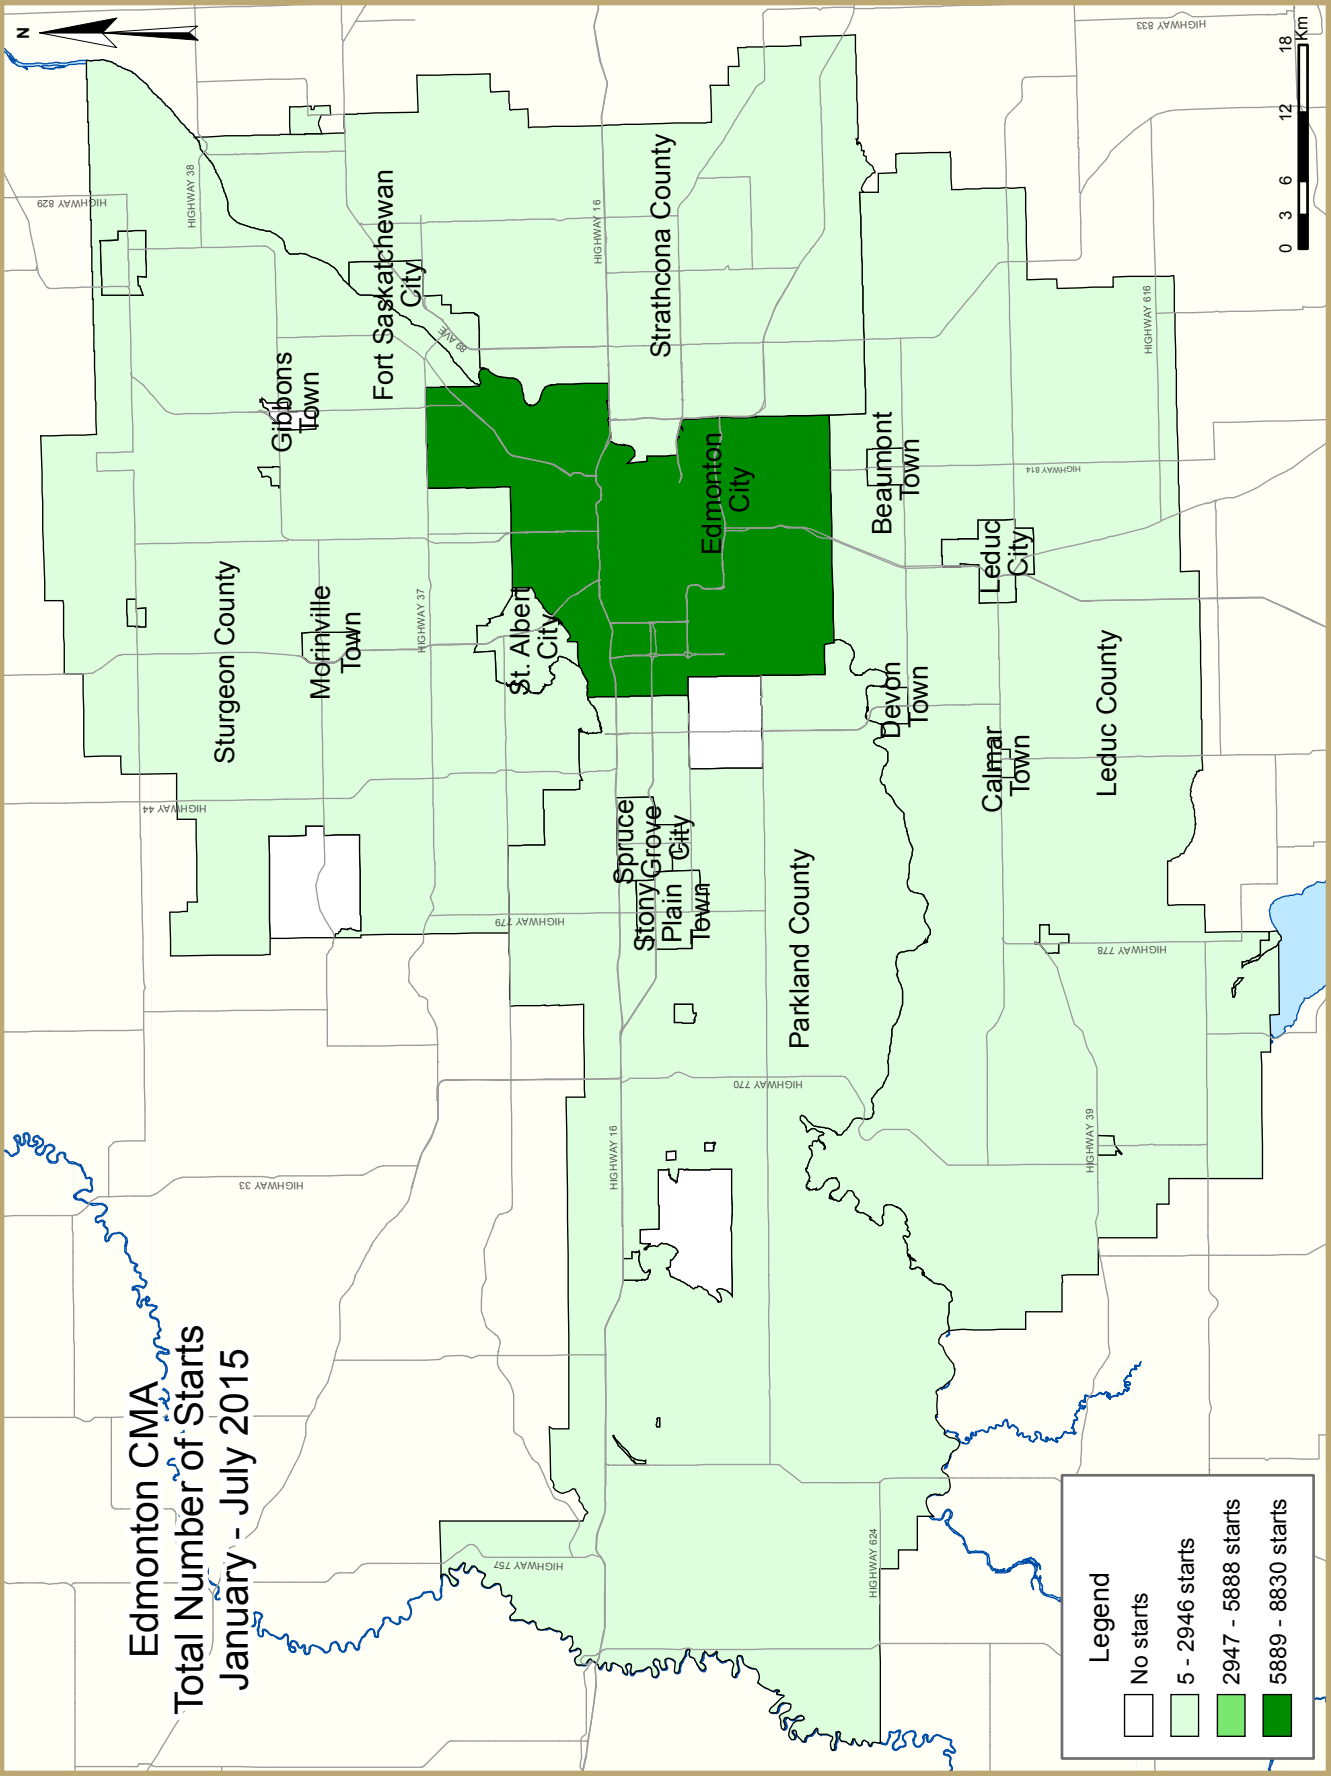 Edmonton CMA
Total Number of Starts
January - July 2015
N
HIGHWAY 829
HIGHWAY 38
HIGHWAY 833
Gibbons
Town
Fort Saskatchewan
City
89 AVE
HIGHWAY 16
Strathcona County
Sturgeon County
Morinville
Town
HIGHWAY 37
HIGHWAY 44
St. Albert
City
Edmonton
City
Beaumont
Town
HIGHWAY 814
HIGHWAY 616
Leduc
City
Devon
Town
Calmar
Town
Leduc County
Spruce
Grove
City
Stony
Plain
Town
HIGHWAY 779
Parkland County
HIGHWAY 778
HIGHWAY 770
HIGHWAY 16
HIGHWAY 39
HIGHWAY 33
HIGHWAY 757
HIGHWAY 624
0 3 6 12 18
Km
Legend
No starts
5 - 2946 starts
2947 - 5888 starts
5889 - 8830 starts